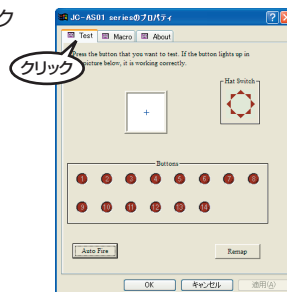 ック
JC-AS01 seriesのプロパティ
Test Macro About
Press the button that you want to test. If the button lights up in
picture below, it is working correctly.
クリック
Hat Switch
Buttons
1 2 3 4 5 6 7 8
9 10 11 12 13 14
Auto Fire Remap
OK キャンセル 適用(A)